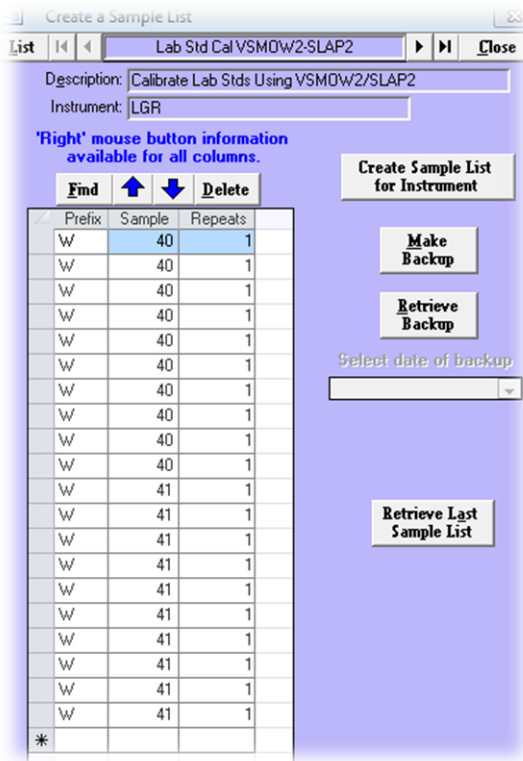 Create a Sample List
List Lab Std Cal VSMOW2-SLAP2 Close
Description: Calibrate Lab Stds Using VSMOW2/SLAP2
Instrument: LGR
'Right' mouse button information
available for all columns.
Find Delete
Prefix Sample Repeats
W 40 1
W 40 1
W 40 1
W 40 1
W 40 1
W 40 1
W 40 1
W 40 1
W 40 1
W 40 1
W 41 1
W 41 1
W 41 1
W 41 1
W 41 1
W 41 1
W 41 1
W 41 1
W 41 1
W 41 1
*
Create Sample List
for Instrument
Make
Backup
Retrieve
Backup
Select date of backup
Retrieve Last
Sample List